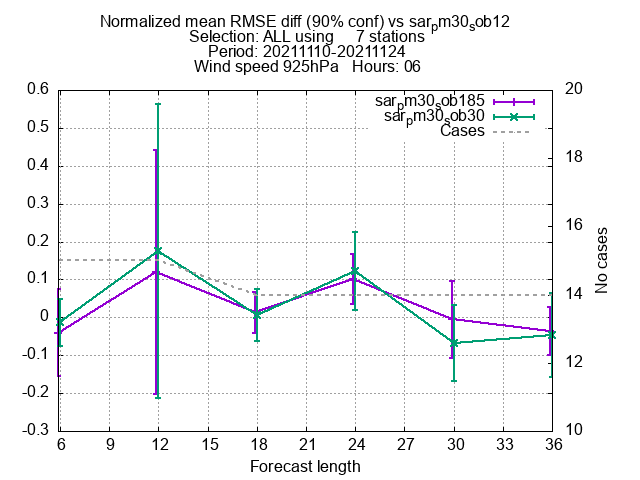 Normalized mean RMSE diff (90% conf) vs sarpm30sob12
Selection: ALL using 7 stations
Period: 20211110-20211124
Wind speed 925hPa Hours: 06
0.6
0.5
0.4
0.3
0.2
0.1
0
-0.1
-0.2
-0.3
sarpm30sob185
sarpm30sob30
Cases
20
18
16
14
12
10
No cases
6 9 12 15 18 21 24 27 30 33 36
Forecast length